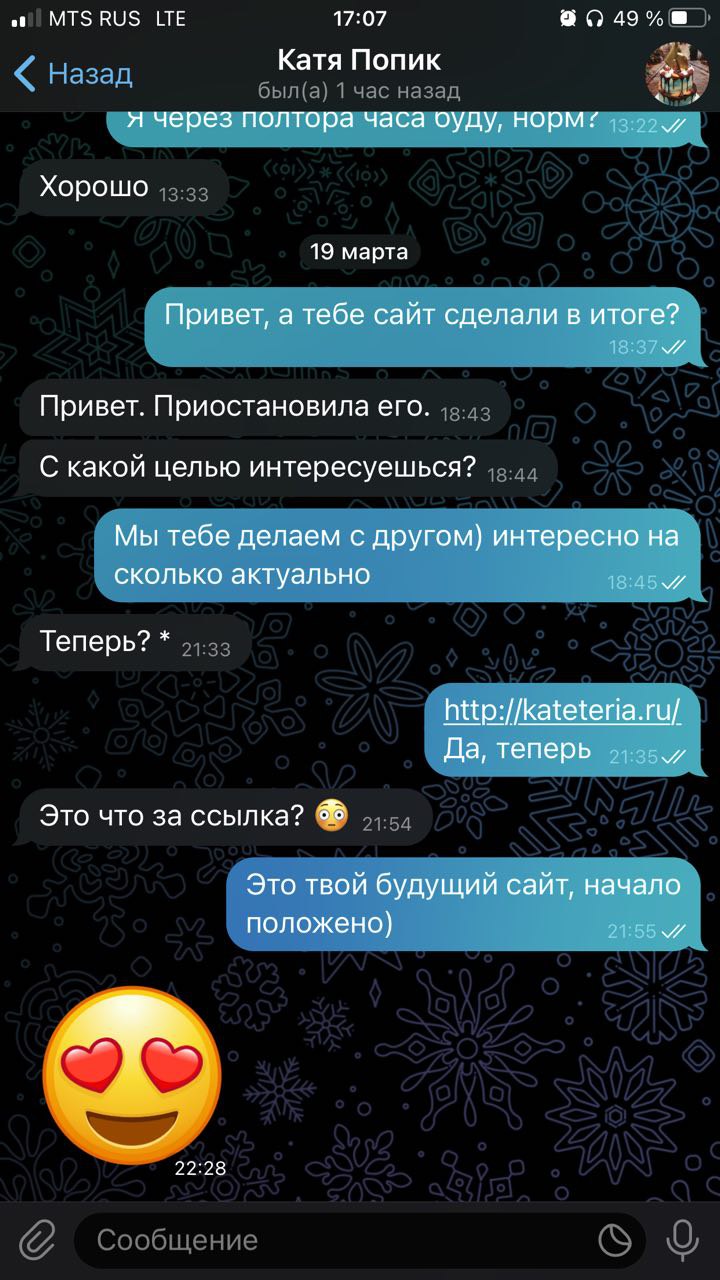 MTS RUS LTE 17:07 49 %
Назад Катя Попик
был(а) 1 час назад
Я через полтора часа буду, норм? 13:22
Хорошо 13:33
19 марта
Привет, а тебе сайт сделали в итоге?
18:37
Привет. Приостановила его. 18:43
С какой целью интересуешься? 18:44
Мы тебе делаем с другом) интересно на
сколько актуально 18:45
Теперь? * 21:33
http://kateteria.ru/
Да, теперь 21:35
Это что за ссылка? 😳 21:54
Это твой будущий сайт, начало
положено) 21:55
22:28
Сообщение